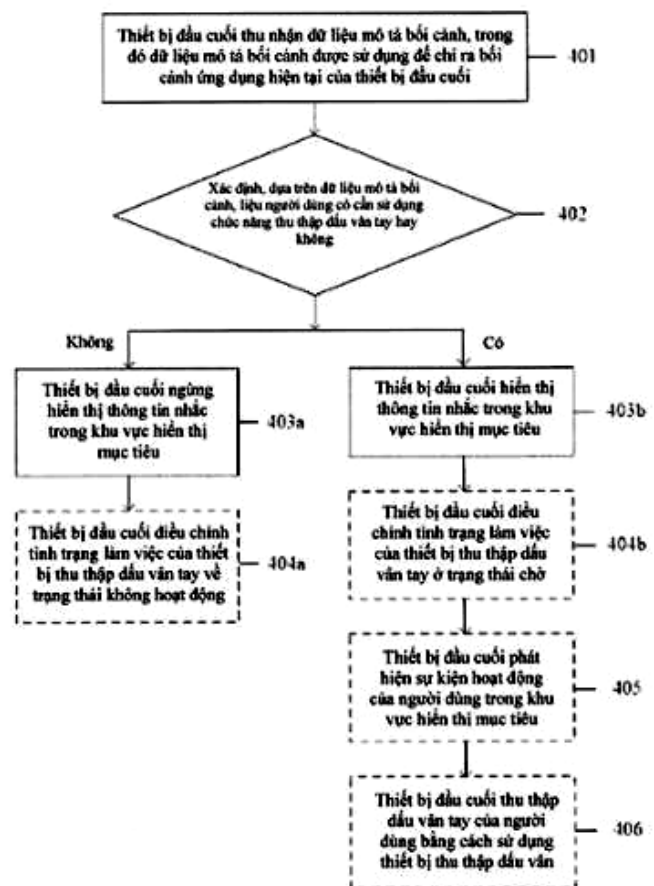 Thiết bị đầu cuối thu nhận dữ liệu mô tả bối cảnh, trong
đó dữ liệu mô tả bối cảnh được sử dụng để chỉ ra bối
cảnh ứng dụng hiện tại của thiết bị đầu cuối
401
Xác định, dựa trên dữ liệu mô tả bối
cảnh, liệu người dùng có cần sử dụng
chức năng thu thập dấu vân tay hay
không
402
Không
Có
Thiết bị đầu cuối ngừng
hiển thị thông tin nhắc
trong khu vực hiển thị
mục tiêu
403a
Thiết bị đầu cuối hiển thị
thông tin nhắc trong khu
vực hiển thị mục tiêu
403b
Thiết bị đầu cuối điều chỉnh
tình trạng làm việc của thiết
bị thu thập dấu vân tay về
trạng thái không hoạt động
404a
Thiết bị đầu cuối điều
chỉnh tình trạng làm việc
của thiết bị thu thập dấu
vân tay ở trạng thái chờ
404b
Thiết bị đầu cuối phát
hiện sự kiện hoạt động
của người dùng trong khu
vực hiển thị mục tiêu
405
Thiết bị đầu cuối thu thập
dấu vân tay của người
dùng bằng cách sử dụng
thiết bị thu thập dấu vân
406